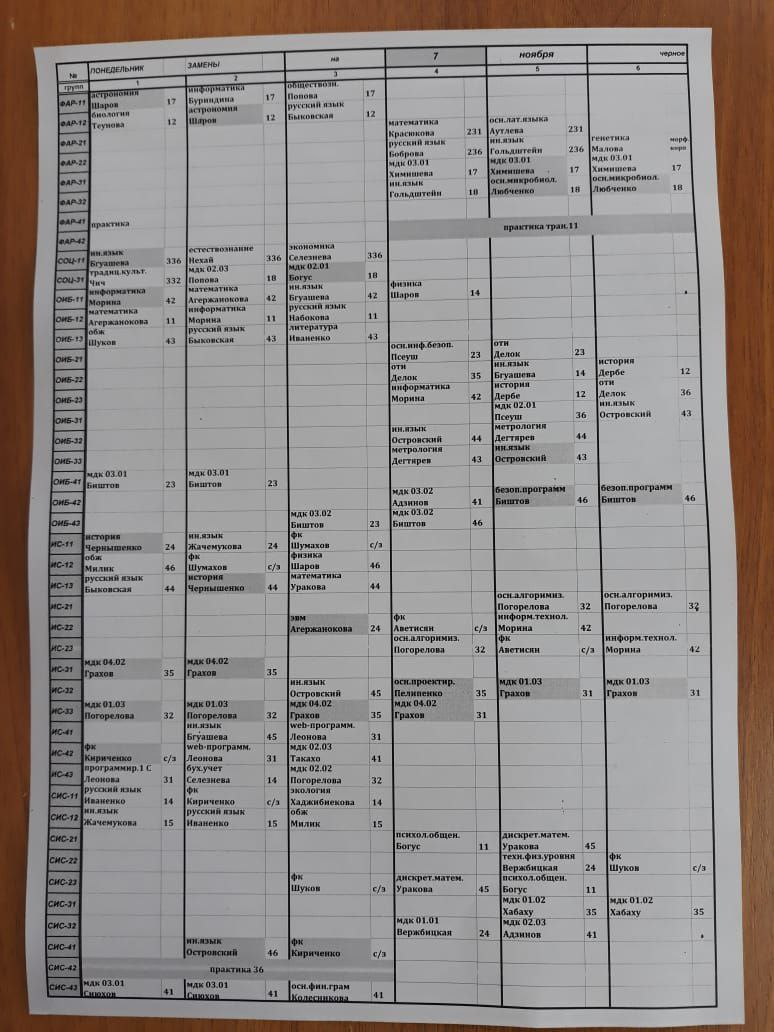 № ПОНЕДЕЛЬНИК ЗАМЕНЫ на 7 ноября черное
групп 1 2 3 4 5 6
ФАР-11 астрономия информатика обществозн.
Шаров 17 Буриндина 17 Попова 17
ФАР-12 биология астрономия русский язык
Теунова 12 Шаров 12 Быковская 12
ФАР-21 математика осн.лат.языка
Красюкова 231 Аутлева 231
ФАР-22 русский язык ин.язык генетика морф.
Боброва 236 Гольдштейн 236 Малова корп
ФАР-31 мдк 03.01 мдк 03.01 мдк 03.01
Химишева 17 Химишева 17 Химишева 17
ФАР-32 ин.язык осн.микробиол. осн.микробиол.
Гольдштейн 18 Любченко 18 Любченко 18
ФАР-41 практика практика тран.11
ФАР-42
СОЦ-11 ин.язык естествознание экономика
Бгуашева 336 Нехай 336 Селезнева 336
СОЦ-31 традиц.культ. мдк 02.03 мдк 02.01
Чич 332 Попова 18 Богус 18
ОИБ-11 информатика математика ин.язык физика
Морина 42 Агержанокова 42 Бгуашева 42 Шаров 14
ОИБ-12 математика информатика русский язык
Агержанокова 11 Морина 11 Набокова 11
ОИБ-13 обж русский язык литература
Шуков 43 Быковская 43 Иваненко 43
ОИБ-21 осн.инф.безоп. оти
Псеуш 23 Делок 23
ОИБ-22 оти ин.язык история
Делок 35 Бгуашева 14 Дербе 12
ОИБ-23 информатика история оти
Морина 42 Дербе 12 Делок 36
ОИБ-31 мдк 02.01 ин.язык
Псеуш 36 Островский 43
ОИБ-32 ин.язык метрология
Островский 44 Дегтярев 44
ОИБ-33 метрология ин.язык
Дегтярев 43 Островский 43
ОИБ-41 мдк 03.01 мдк 03.01
Биштов 23 Биштов 23
ОИБ-42 мдк 03.02 безоп.программ безоп.программ
Адзинов 41 Биштов 46 Биштов 46
ОИБ-43 мдк 03.02 мдк 03.02
Биштов 23 Биштов 46
ИС-11 история ин.язык фк
Чернышенко 24 Жачемукова 24 Шумахов с/з
ИС-12 обж фк физика
Милик 46 Шумахов с/з Шаров 46
ИС-13 русский язык история математика
Быковская 44 Чернышенко 44 Уракова 44
ИС-21 осн.алгоримиз. осн.алгоримиз.
Погорелова 32 Погорелова 32
ИС-22 эвм фк информ.технол.
Агержанокова 24 Аветисян с/з Морина 42
ИС-23 осн.алгоримиз. фк информ.технол.
Погорелова 32 Аветисян с/з Морина 42
ИС-31 мдк 04.02 мдк 04.02
Грахов 35 Грахов 35
ИС-32 ин.язык осн.проектир. мдк 01.03 мдк 01.03
Островский 45 Пелипенко 35 Грахов 31 Грахов 31
ИС-33 мдк 01.03 мдк 01.03 мдк 04.02 мдк 04.02
Погорелова 32 Погорелова 32 Грахов 35 Грахов 31
ИС-41 ин.язык web-программ.
Бгуашева 45 Леонова 31
ИС-42 фк web-программ. мдк 02.03
Кириченко с/з Леонова 31 Такахо 41
ИС-43 программир.1 С бух.учет мдк 02.02
Леонова 31 Селезнева 14 Погорелова 32
СИС-11 русский язык фк экология
Иваненко 14 Кириченко с/з Хаджибиекова 14
СИС-12 ин.язык русский язык обж
Жачемукова 15 Иваненко 15 Милик 15
СИС-21 психол.общен. дискрет.матем.
Богус 11 Уракова 45
СИС-22 техн.физ.уровня фк
Вержбицкая 24 Шуков с/з
СИС-23 фк дискрет.матем. психол.общен.
Шуков с/з Уракова 45 Богус 11
СИС-31 мдк 01.02 мдк 01.02
Хабаху 35 Хабаху 35
СИС-32 мдк 01.01 мдк 02.03
Вержбицкая 24 Адзинов 41
СИС-41 ин.язык фк
Островский 46 Кириченко с/з
СИС-42 практика 36
СИС-43 мдк 03.01 мдк 03.01 осн.фин.грам
Сиюхов 41 Сиюхов 41 Колесникова 41